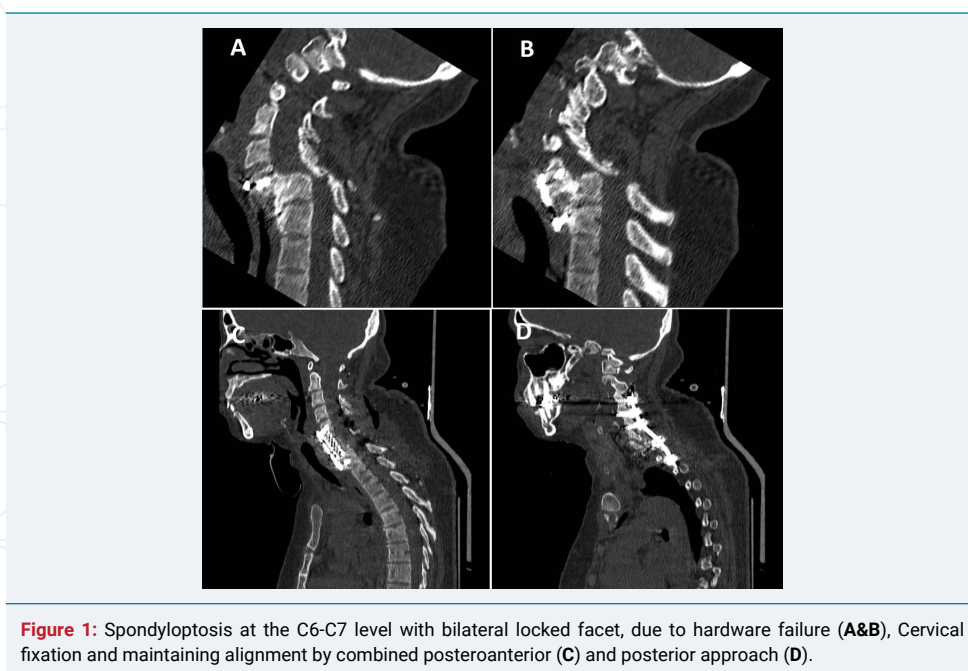 A
B
C
D
Figure 1: Spondyloptosis at the C6-C7 level with bilateral locked facet, due to hardware failure (A&B), Cervical
fixation and maintaining alignment by combined posteroanterior (C) and posterior approach (D).